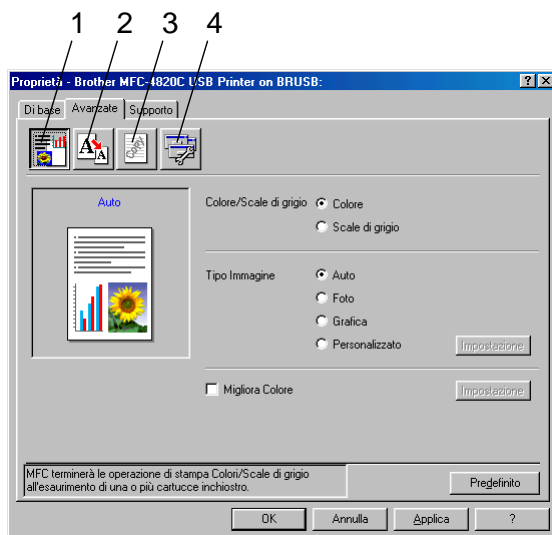 1 2 3 4
Proprietà - Brother MFC-4820C USB Printer on BRUSB:
Di base Avanzate Supporto
Auto
Colore/Scale di grigio Colore
Scale di grigio
Tipo Immagine Auto
Foto
Grafica
Personalizzato Impostazione
Migliora Colore Impostazione
MFC terminerà le operazione di stampa Colori/Scale di grigio
all'esaurimento di una o più cartucce inchiostro.
Predefinito
OK Annulla Applica ?